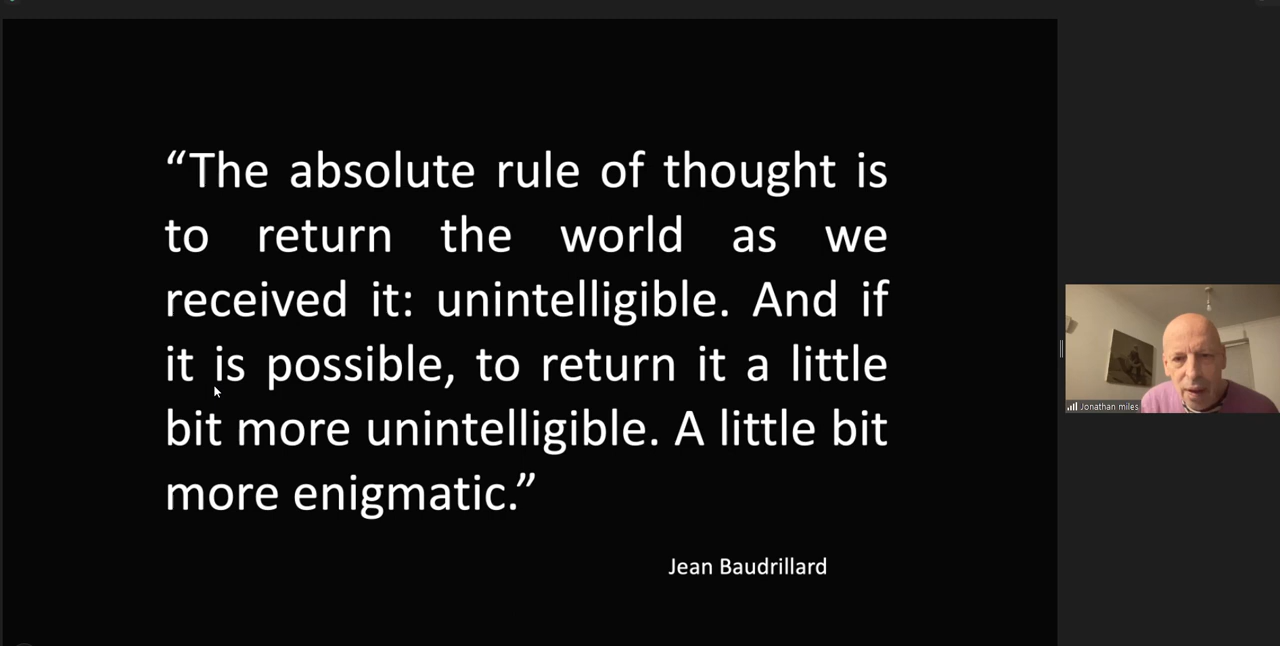 “The absolute rule of thought is
to return the world as we
received it: unintelligible. And if
it is possible, to return it a little
bit more unintelligible. A little bit
more enigmatic.”
Jean Baudrillard
Jonathan miles